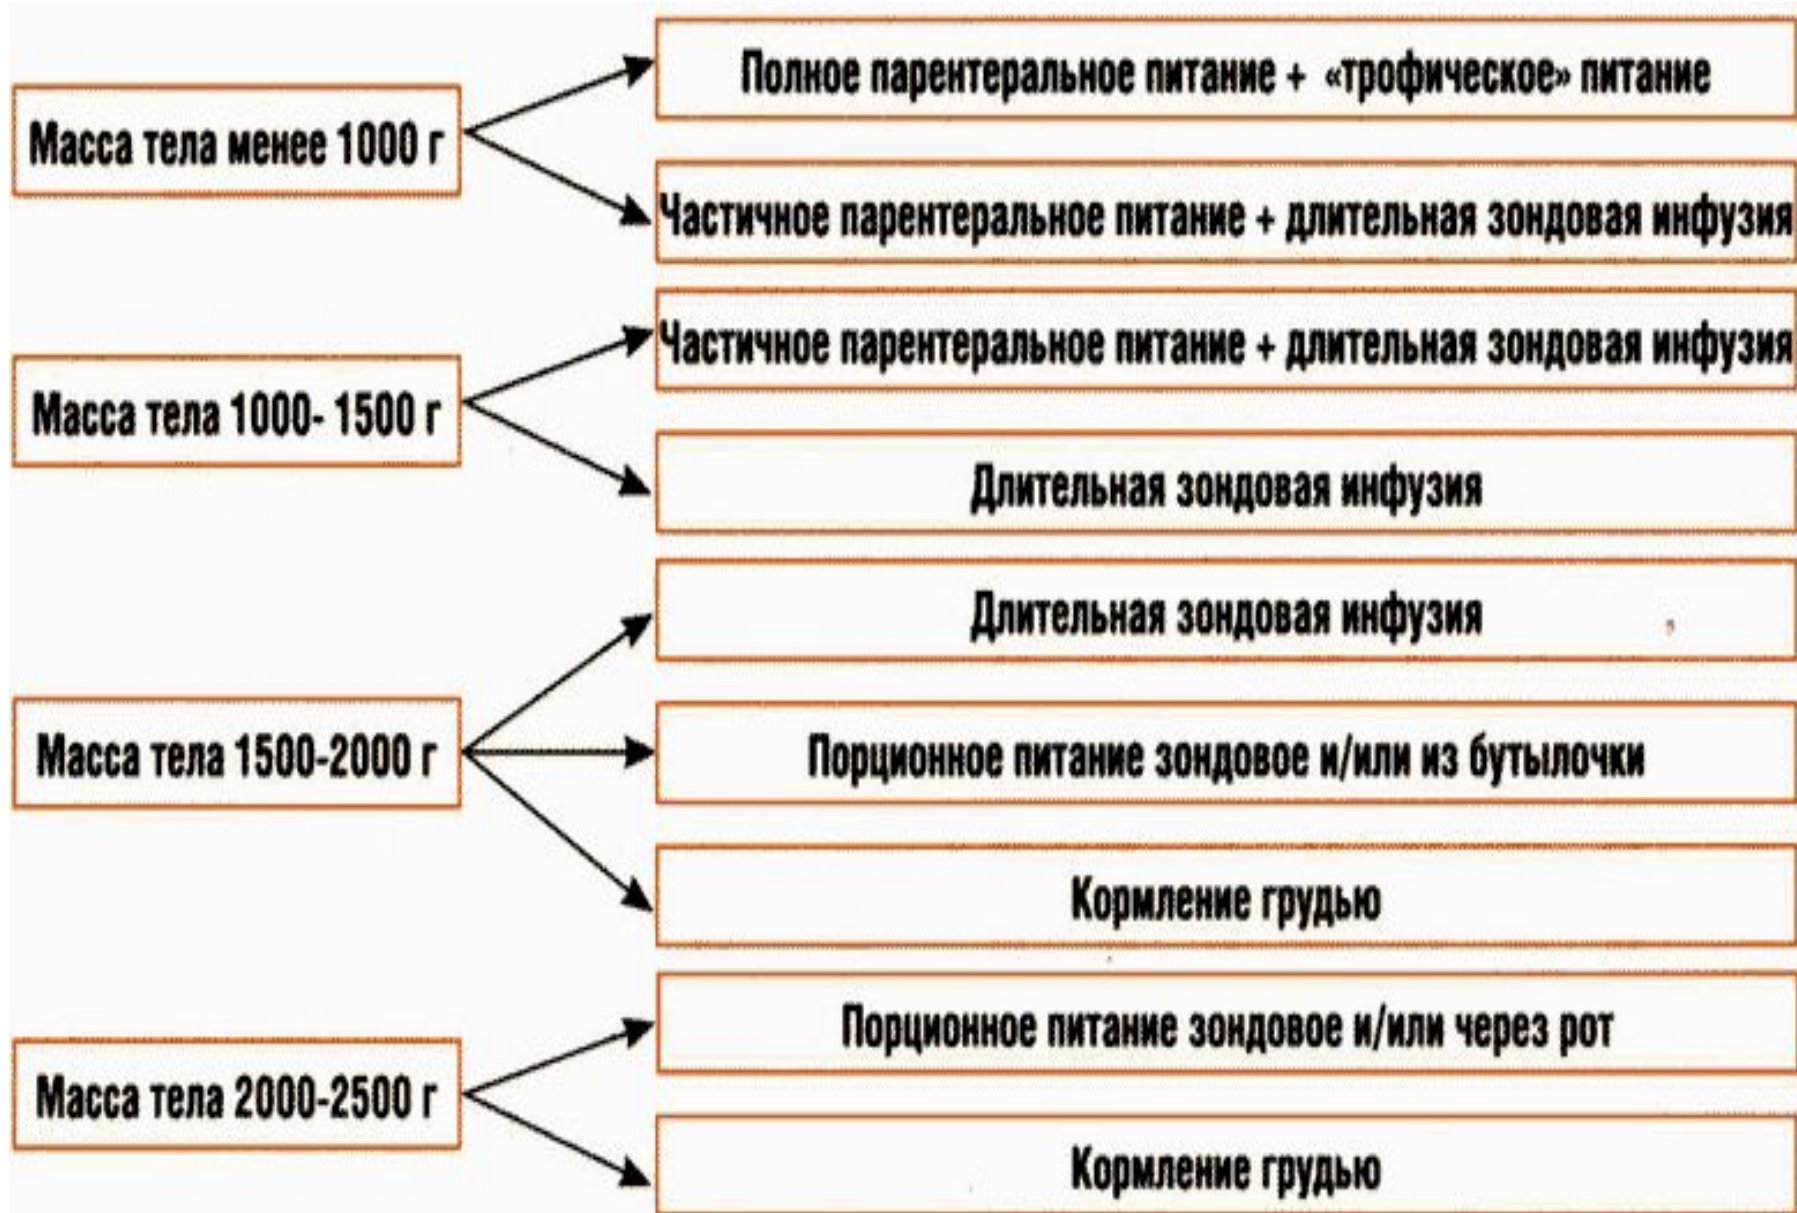 Масса тела менее 1000 г
Полное парентеральное питание + «трофическое» питание
Частичное парентеральное питание + длительная зондовая инфузия
Масса тела 1000- 1500 г
Частичное парентеральное питание + длительная зондовая инфузия
Длительная зондовая инфузия
Масса тела 1500-2000 г
Длительная зондовая инфузия
Порционное питание зондовое и/или из бутылочки
Кормление грудью
Масса тела 2000-2500 г
Порционное питание зондовое и/или через рот
Кормление грудью